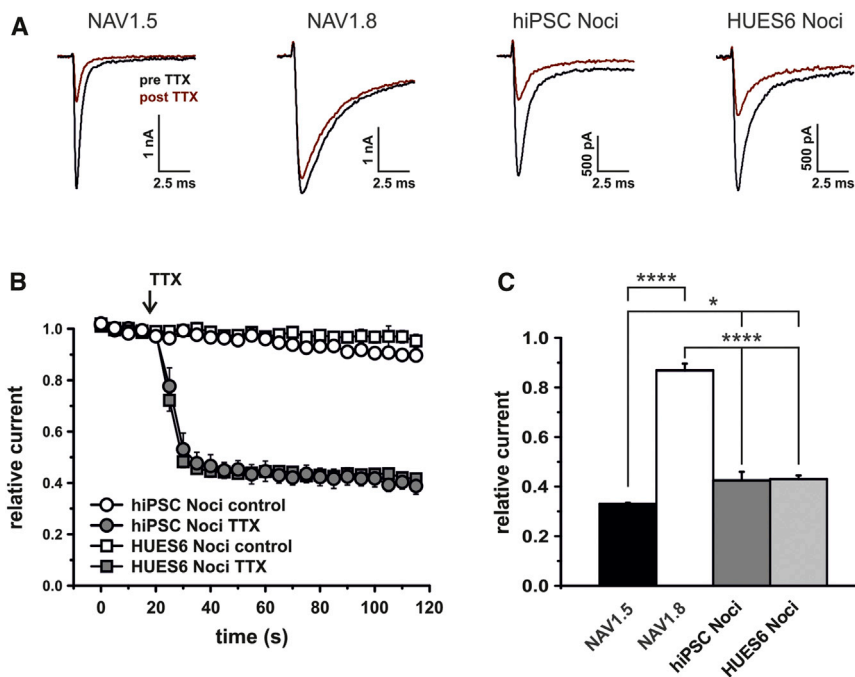 A
NAV1.5
NAV1.8
hiPSC Noci
HUES6 Noci
pre TTX
post TTX
1 nA
2.5 ms
1 nA
2.5 ms
500 pA
2.5 ms
500 pA
2.5 ms
B
TTX
relative current
1.0
0.8
0.6
0.4
0.2
0.0
hiPSC Noci control
hiPSC Noci TTX
HUES6 Noci control
HUES6 Noci TTX
0 20 40 60 80 100 120
time (s)
C
****
*
****
relative current
1.0
0.8
0.6
0.4
0.2
0.0
NAV1.5
NAV1.8
hiPSC Noci
HUES6 Noci